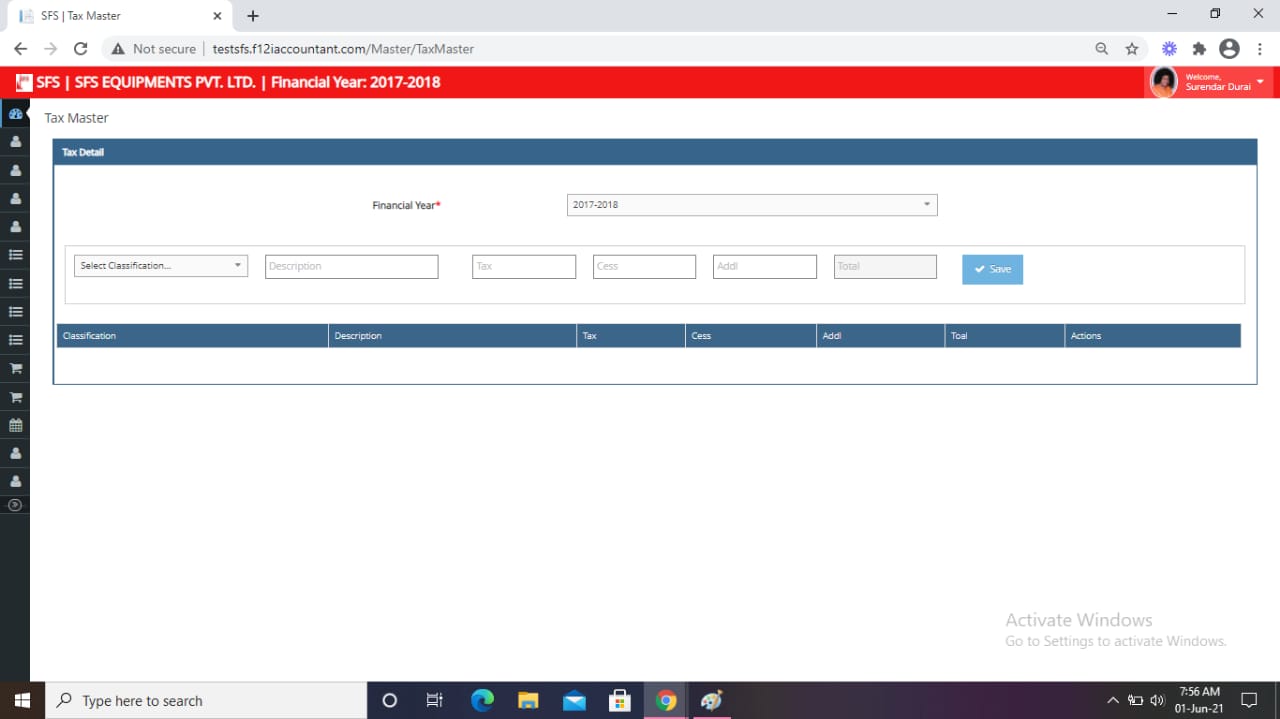 SFS | Tax Master
Not secure | testsfs.f12iaccountant.com/Master/TaxMaster
SFS | SFS EQUIPMENTS PVT. LTD. | Financial Year: 2017-2018
Welcome,
Surendar Durai
Tax Master
Tax Detail
Financial Year* 2017-2018
Select Classification... Description Tax Cess Addl Total Save
Classification Description Tax Cess Addl Toal Actions
Activate Windows
Go to Settings to activate Windows.
Type here to search
7:56 AM
01-Jun-21